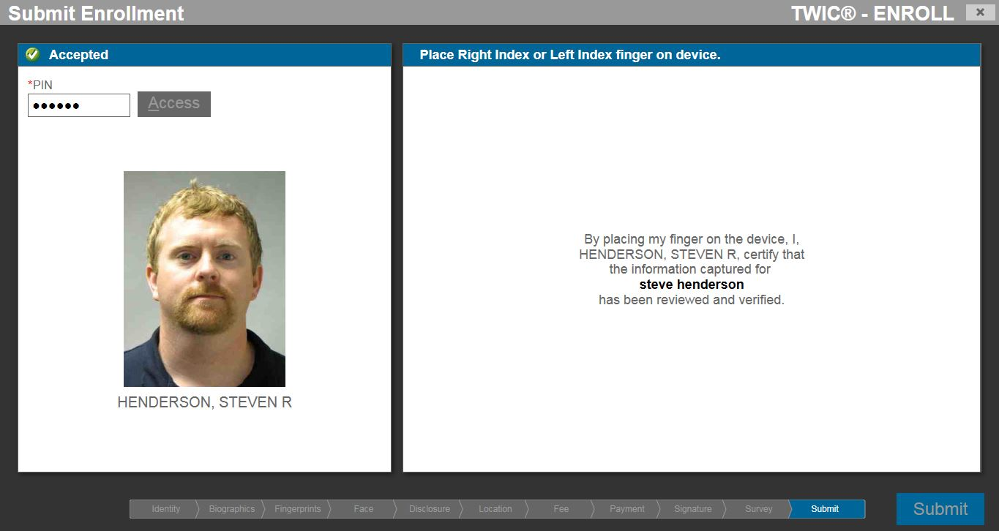 Submit Enrollment
TWIC® - ENROLL
Accepted
*PIN
Access
HENDERSON, STEVEN R
Place Right Index or Left Index finger on device.
By placing my finger on the device, I,
HENDERSON, STEVEN R, certify that
the information captured for
steve henderson
has been reviewed and verified.
Identity
Biographics
Fingerprints
Face
Disclosure
Location
Fee
Payment
Signature
Survey
Submit
Submit